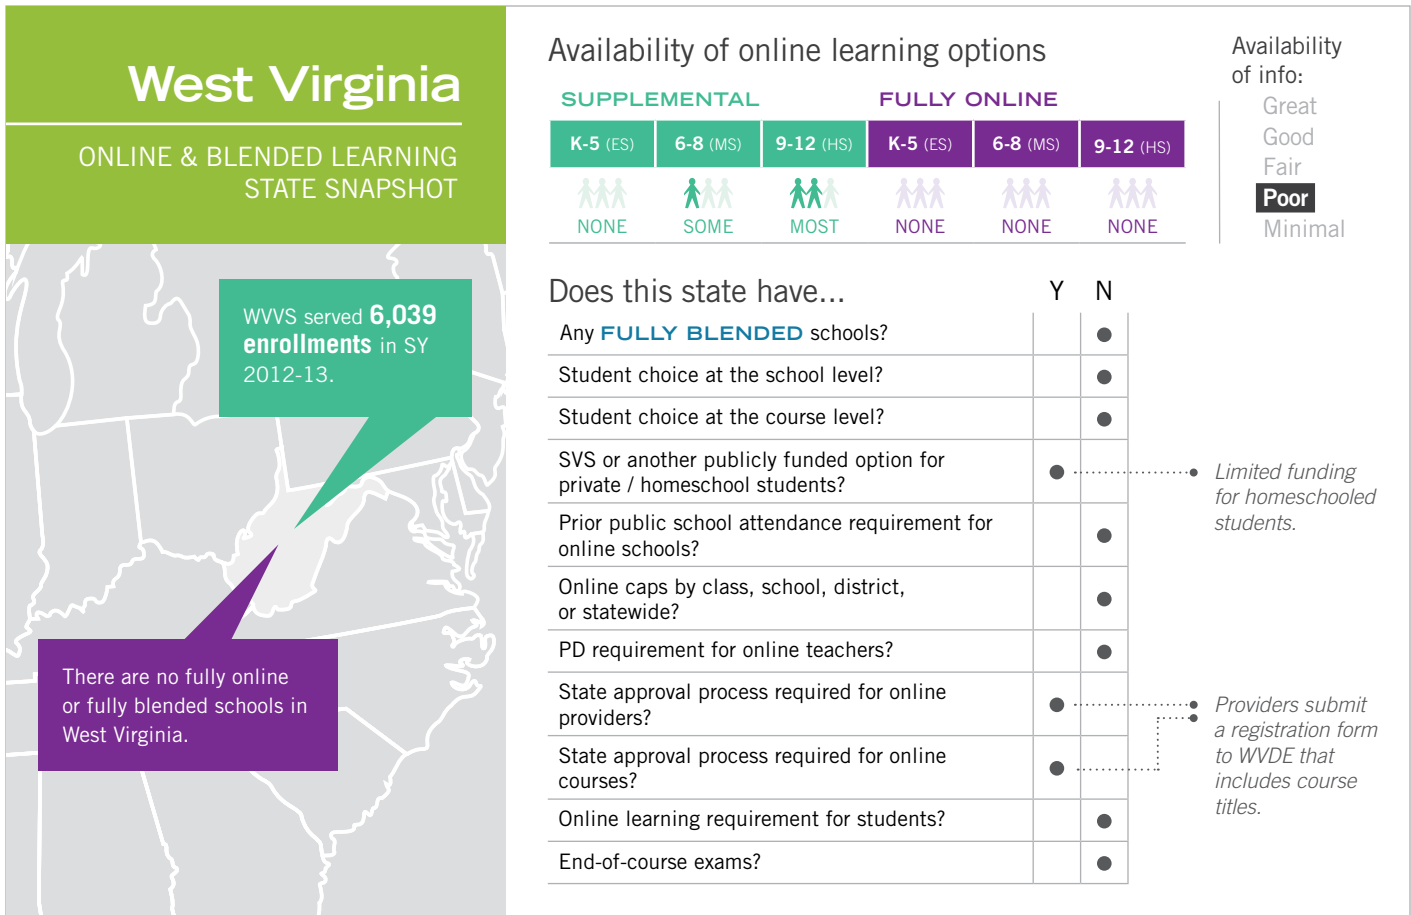 West Virginia
ONLINE & BLENDED LEARNING
STATE SNAPSHOT
WVVS served 6,039
enrollments in SY
2012-13.
There are no fully online
or fully blended schools in
West Virginia.
Availability of online learning options
SUPPLEMENTAL FULLY ONLINE
K-5 (ES) 6-8 (MS) 9-12 (HS) K-5 (ES) 6-8 (MS) 9-12 (HS)
NONE SOME MOST NONE NONE NONE
Availability
of info:
Great
Good
Fair
Poor
Minimal
Does this state have... Y N
Any FULLY BLENDED schools?
Student choice at the school level?
Student choice at the course level?
SVS or another publicly funded option for
private / homeschool students?
Limited funding
for homeschooled
students.
Prior public school attendance requirement for
online schools?
Online caps by class, school, district,
or statewide?
PD requirement for online teachers?
State approval process required for online
providers?
State approval process required for online
courses?
Providers submit
a registration form
to WVDE that
includes course
titles.
Online learning requirement for students?
End-of-course exams?